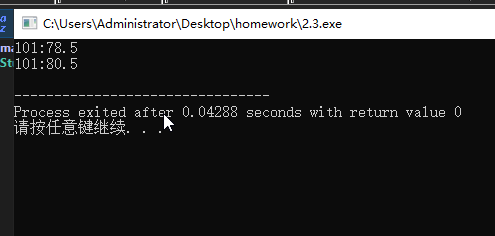 C:\Users\Administrator\Desktop\homework\2.3.exe
101:78.5
101:80.5
--------------------------------
Process exited after 0.04288 seconds with return value 0
请按任意键继续. . .